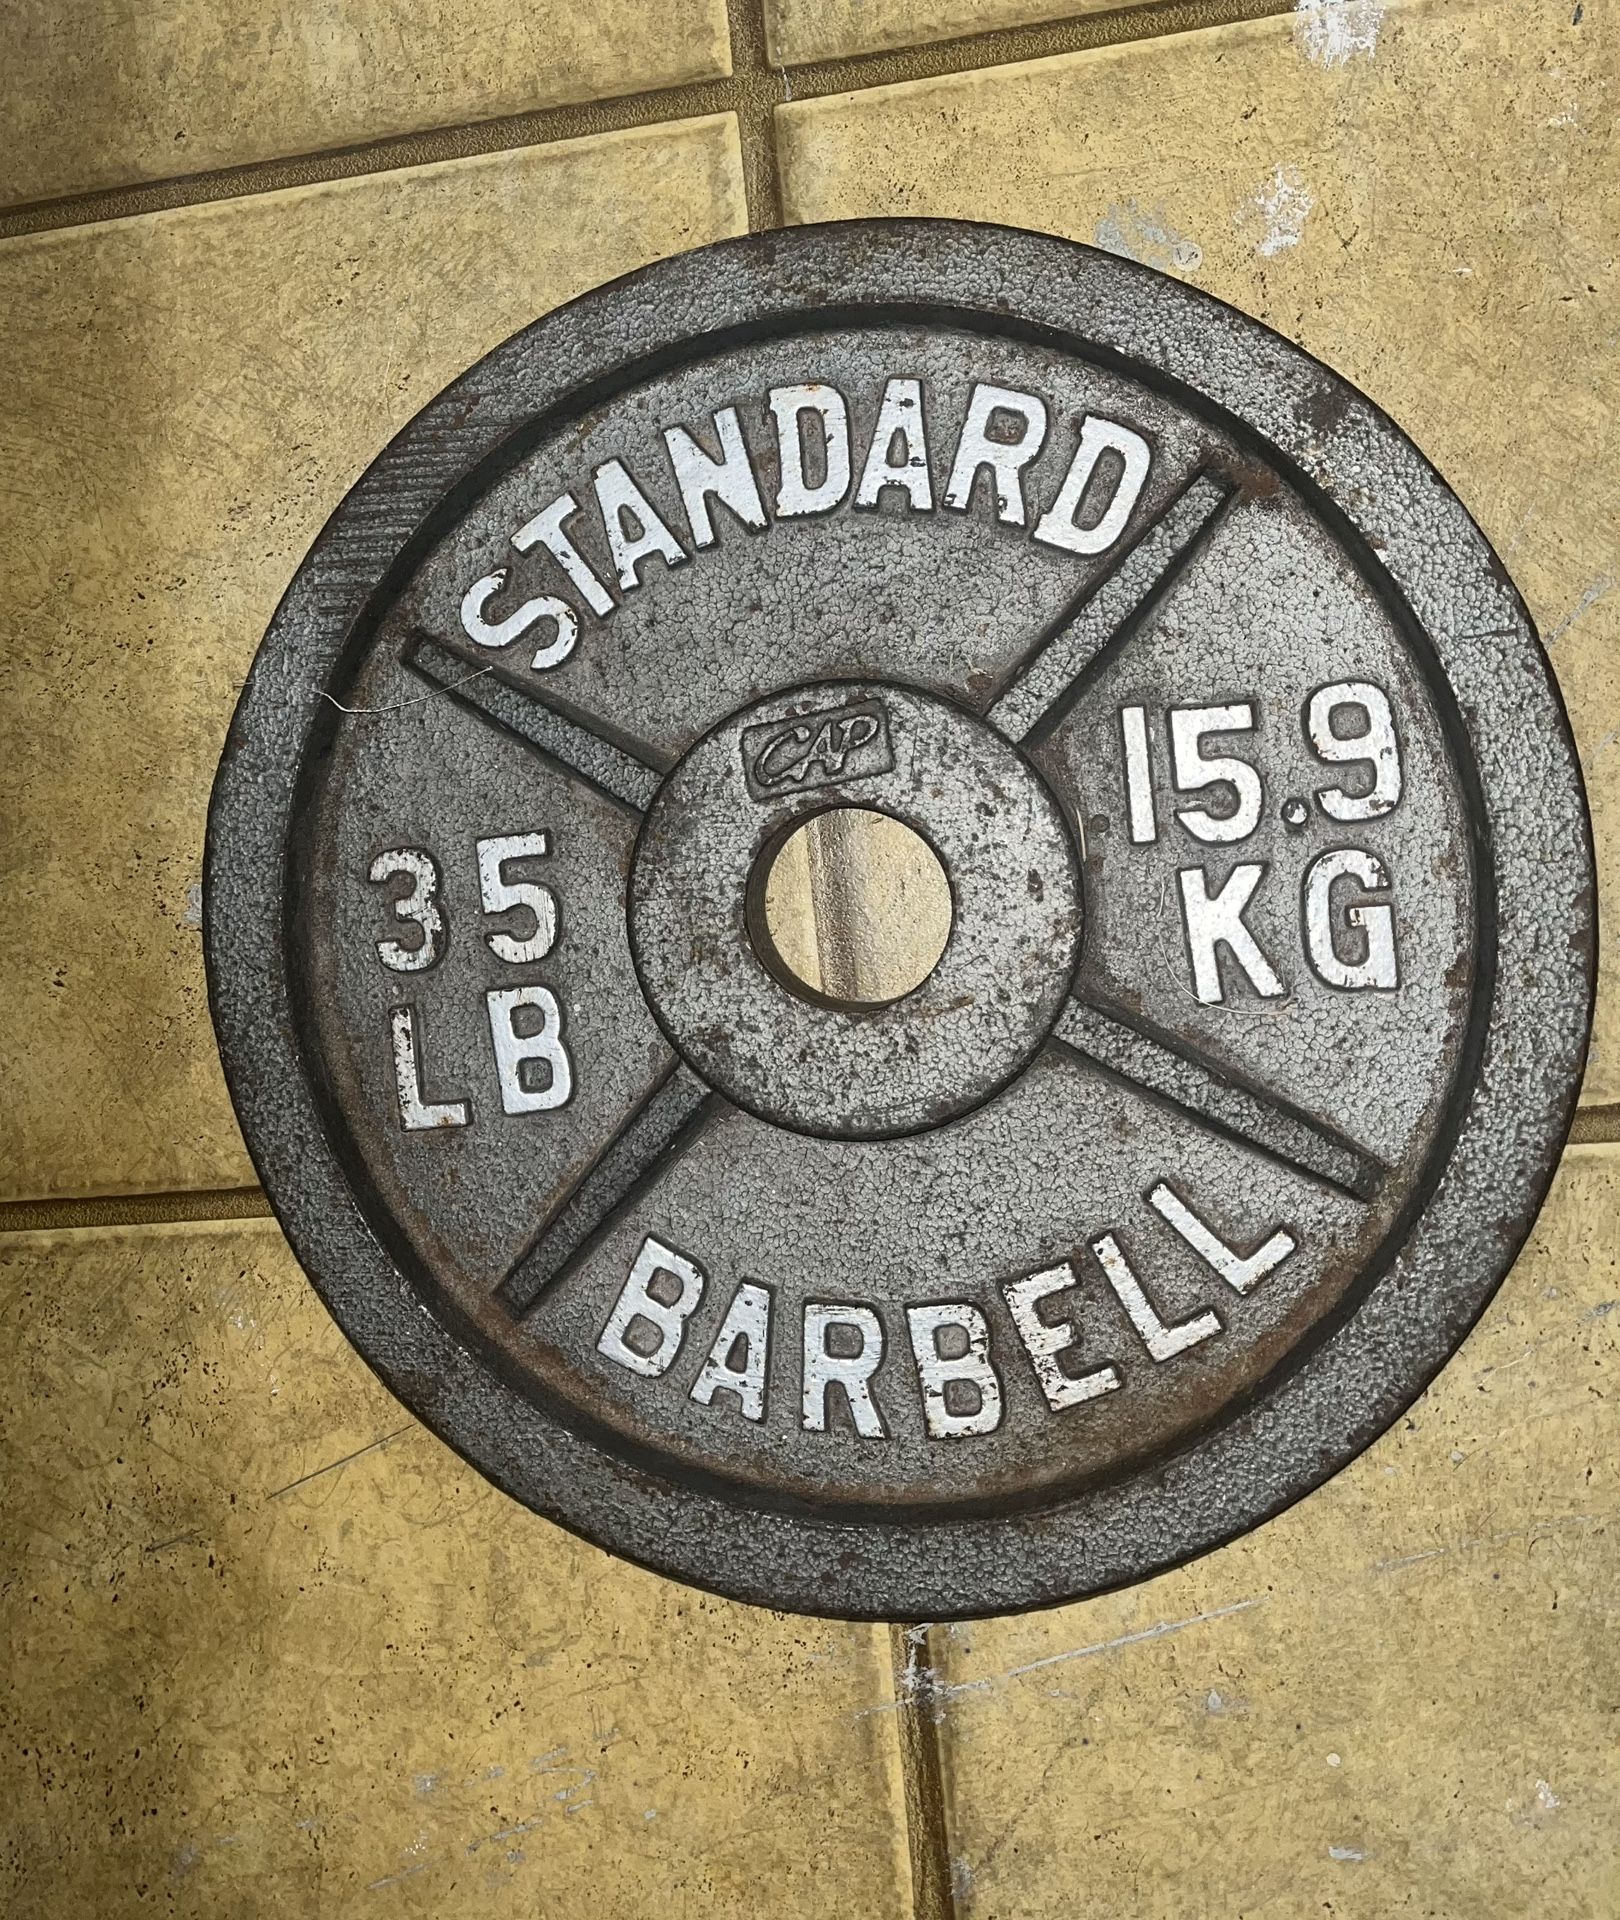 STANDARD
CAP
35
LB
15.9
KG
BARBELL